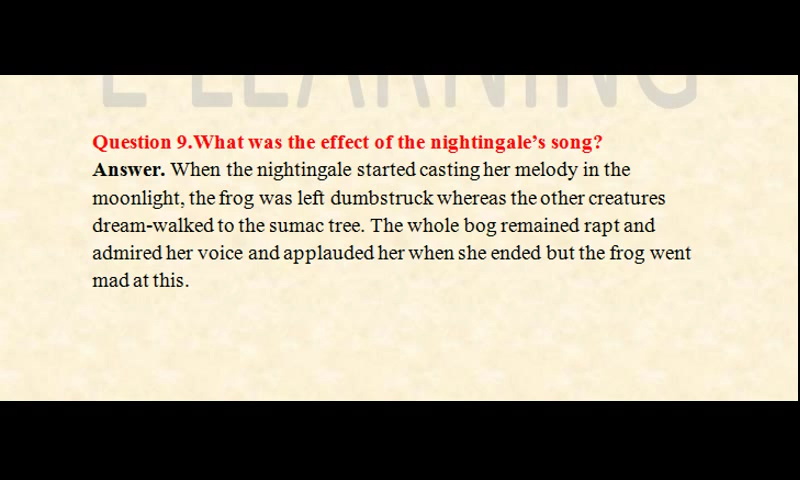 E LEARNING
Question 9.What was the effect of the nightingale's song?
Answer. When the nightingale started casting her melody in the
moonlight, the frog was left dumbstruck whereas the other creatures
dream-walked to the sumac tree. The whole bog remained rapt and
admired her voice and applauded her when she ended but the frog went
mad at this.